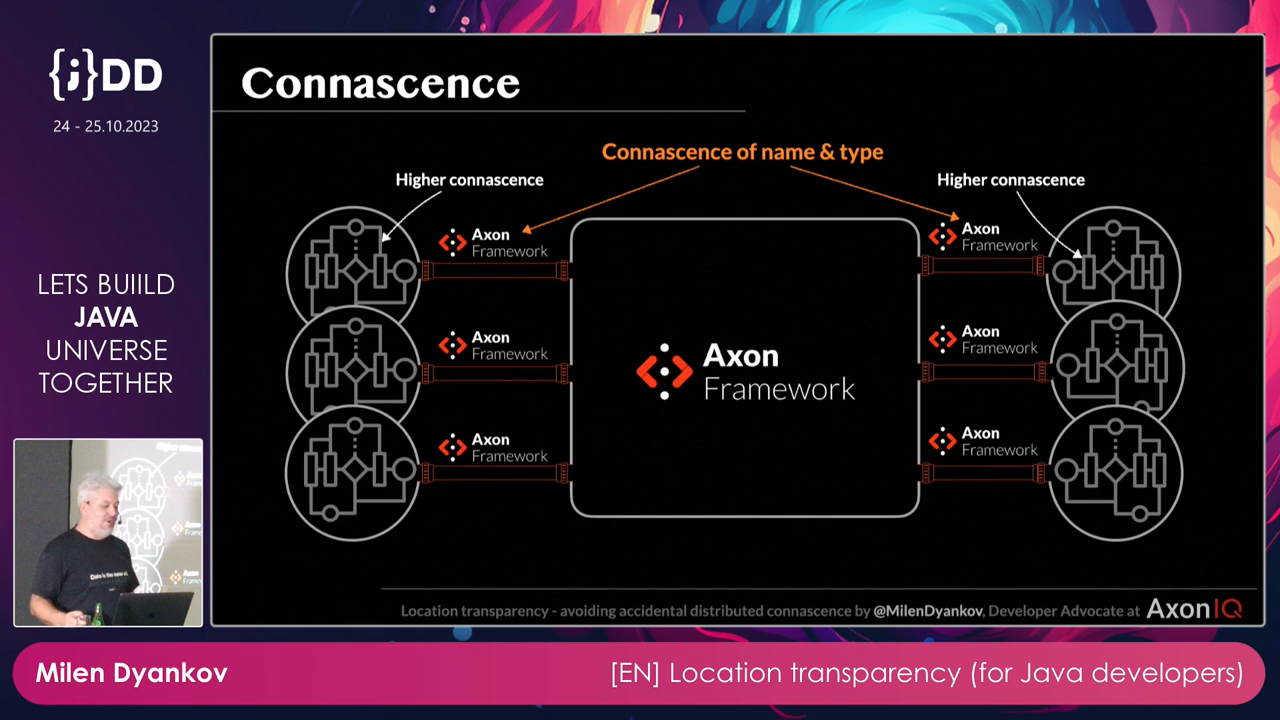 {j}DD
24 - 25.10.2023
LETS BUIILD
JAVA
UNIVERSE
TOGETHER
Connascence
Connascence of name & type
Higher connascence
Higher connascence
Axon
Framework
Axon
Framework
Axon
Framework
Axon
Framework
Axon
Framework
Axon
Framework
Axon
Framework
Location transparency - avoiding accidental distributed connascence by @MilenDyankov, Developer Advocate at AxonIQ
Milen Dyankov
[EN] Location transparency (for Java developers)